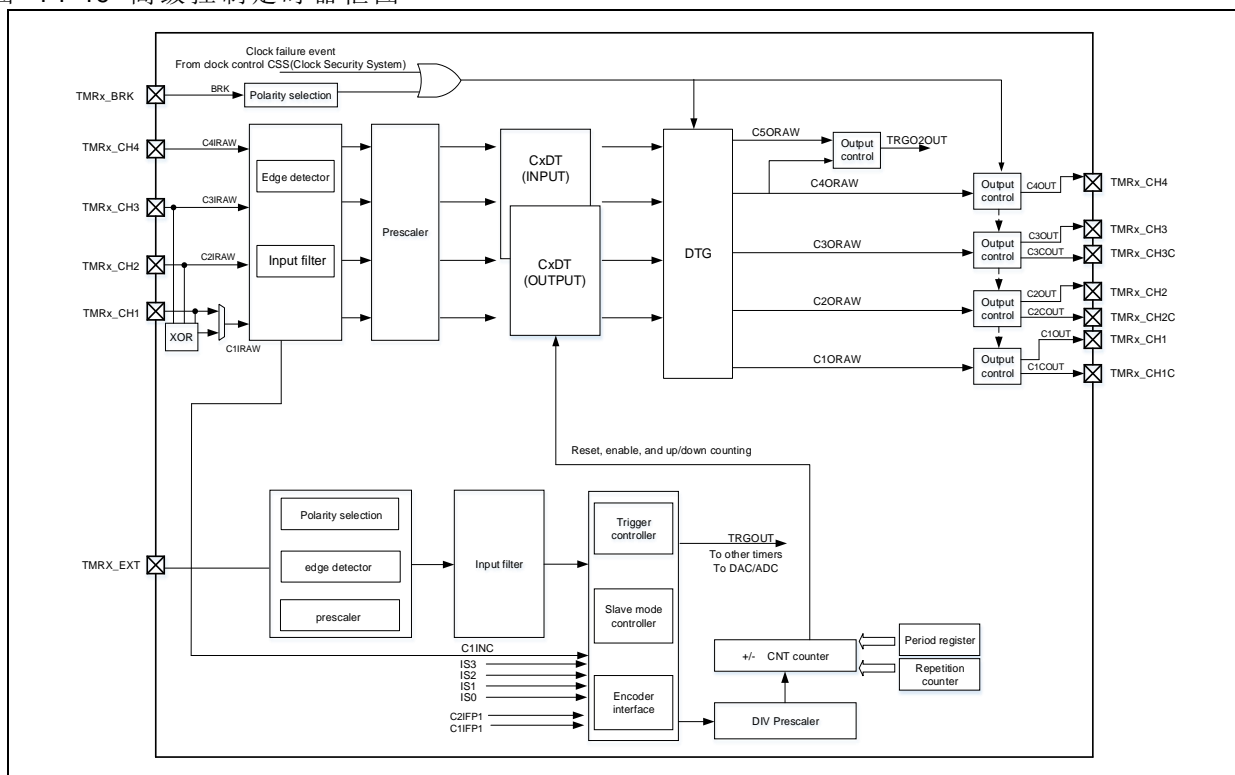 Clock failure event
From clock control CSS(Clock Security System)
TMRx_BRK
BRK
Polarity selection
TMRx_CH4
C4IRAW
TMRx_CH3
C3IRAW
TMRx_CH2
C2IRAW
TMRx_CH1
XOR
C1IRAW
Edge detector
Input filter
Prescaler
CxDT
(INPUT)
CxDT
(OUTPUT)
DTG
C5ORAW
Output
control
TRGO2OUT
C4ORAW
Output
control
C4OUT
TMRx_CH4
C3ORAW
Output
control
C3OUT
C3COUT
TMRx_CH3
TMRx_CH3C
C2ORAW
Output
control
C2OUT
C2COUT
TMRx_CH2
TMRx_CH2C
C1ORAW
Output
control
C1OUT
C1COUT
TMRx_CH1
TMRx_CH1C
Reset, enable, and up/down counting
TMRX_EXT
Polarity selection
edge detector
prescaler
Input filter
Trigger
controller
Slave mode
controller
Encoder
interface
TRGOUT
To other timers
To DAC/ADC
C1INC
IS3
IS2
IS1
IS0
C2IFP1
C1IFP1
+/- CNT counter
Period register
Repetition
counter
DIV Prescaler